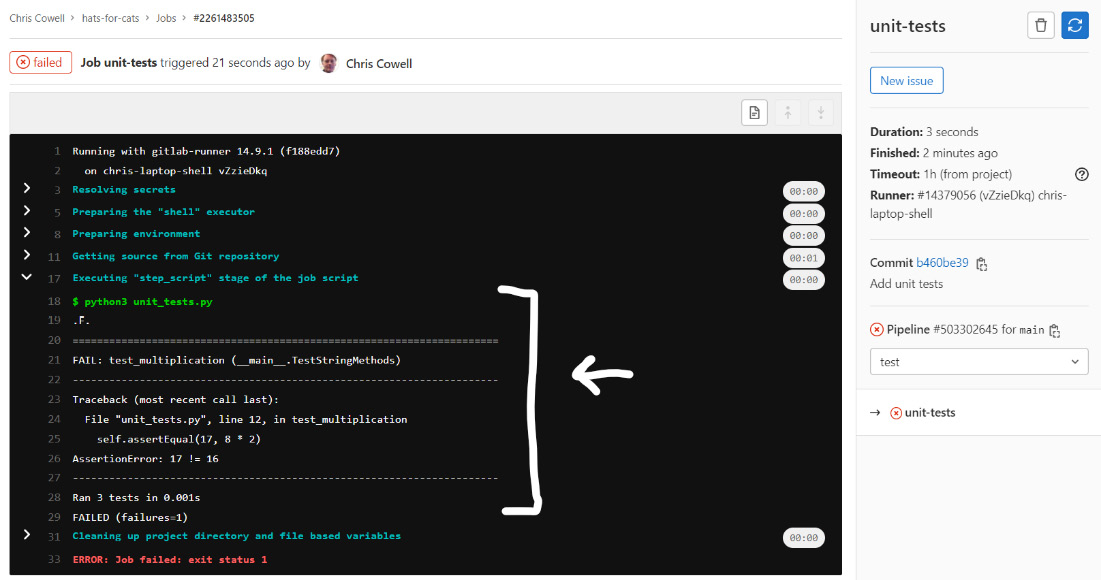 Chris Cowell > hats-for-cats > Jobs > #2261483505
failed Job unit-tests triggered 21 seconds ago by Chris Cowell
1 Running with gitlab-runner 14.9.1 (f188edd7)
2 on chris-laptop-shell vZzieDkq
3 Resolving secrets 00:00
5 Preparing the "shell" executor 00:00
8 Preparing environment 00:00
11 Getting source from Git repository 00:01
17 Executing "step_script" stage of the job script 00:00
18 $ python3 unit_tests.py
19 .F.
20 ======================================================================
21 FAIL: test_multiplication (__main__.TestStringMethods)
22 ----------------------------------------------------------------------
23 Traceback (most recent call last):
24 File "unit_tests.py", line 12, in test_multiplication
25 self.assertEqual(17, 8 * 2)
26 AssertionError: 17 != 16
27 ----------------------------------------------------------------------
28 Ran 3 tests in 0.001s
29 FAILED (failures=1)
31 Cleaning up project directory and file based variables 00:00
33 ERROR: Job failed: exit status 1
unit-tests
New issue
Duration: 3 seconds
Finished: 2 minutes ago
Timeout: 1h (from project)
Runner: #14379056 (vZzieDkq) chris-
laptop-shell
Commit b460be39
Add unit tests
Pipeline #503302645 for main
test
→ unit-tests